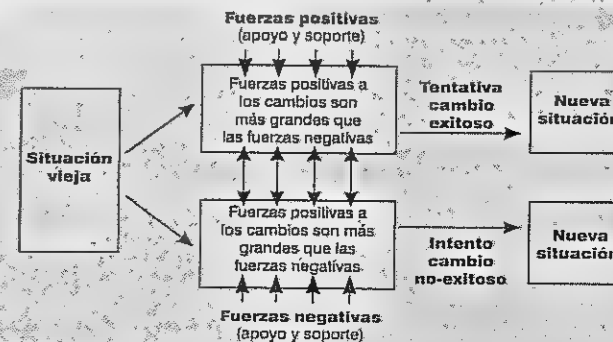 Fuerzas positivas
(apoyo y soporte)
Situación
vieja
Fuerzas positivas a
los cambios son
más grandes que
las fuerzas negativas
Tentativa
cambio
exitoso
Nueva
situación
Fuerzas positivas a
los cambios son más
grandes que las
fuerzas negativas
Intento
cambio
no-exitoso
Nueva
situación
Fuerzas negativas
(apoyo y soporte)